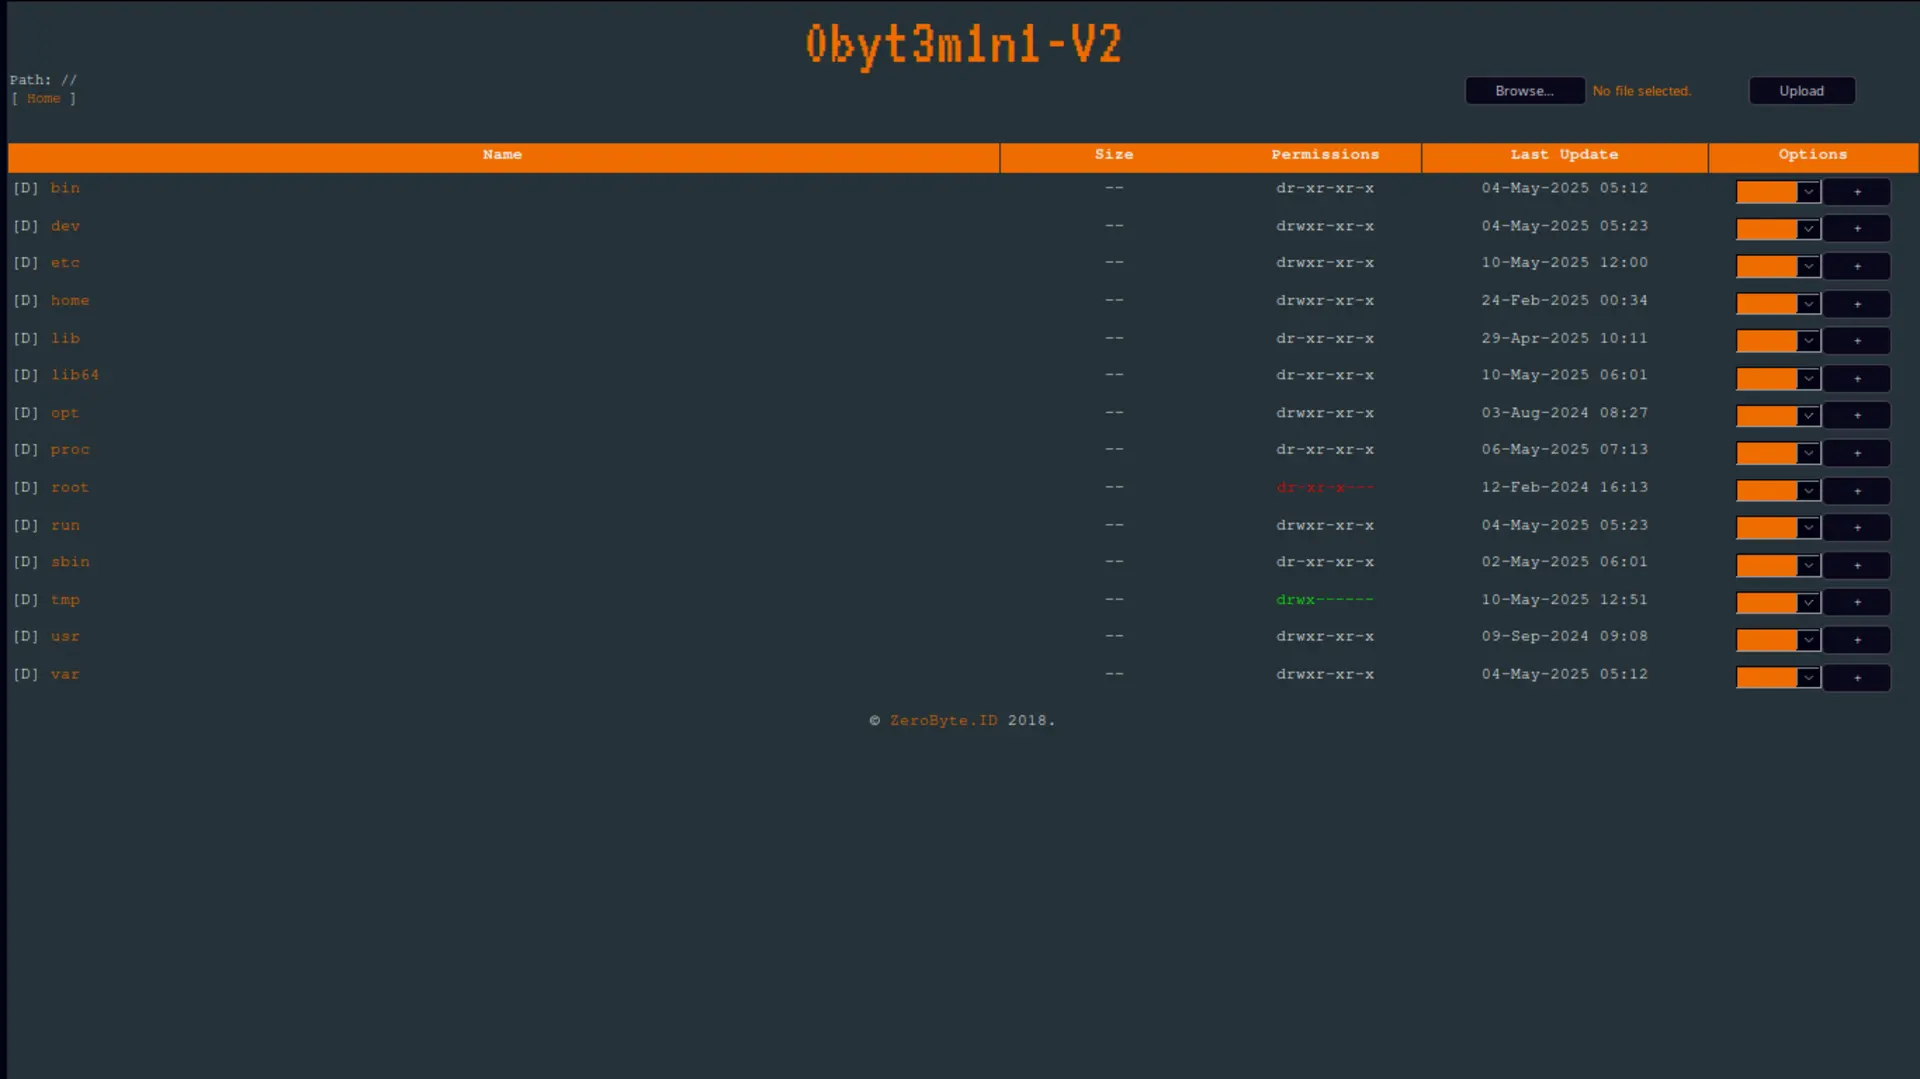 0byt3m1n1-V2
Path: //
[ Home ]
Browse... No file selected. Upload
Name Size Permissions Last Update Options
[D] bin -- dr-xr-xr-x 04-May-2025 05:12 +
[D] dev -- drwxr-xr-x 04-May-2025 05:23 +
[D] etc -- drwxr-xr-x 10-May-2025 12:00 +
[D] home -- drwxr-xr-x 24-Feb-2025 00:34 +
[D] lib -- dr-xr-xr-x 29-Apr-2025 10:11 +
[D] lib64 -- dr-xr-xr-x 10-May-2025 06:01 +
[D] opt -- drwxr-xr-x 03-Aug-2024 08:27 +
[D] proc -- dr-xr-xr-x 06-May-2025 07:13 +
[D] root -- dr-xr-x--- 12-Feb-2024 16:13 +
[D] run -- drwxr-xr-x 04-May-2025 05:23 +
[D] sbin -- dr-xr-xr-x 02-May-2025 06:01 +
[D] tmp -- drwx------ 10-May-2025 12:51 +
[D] usr -- drwxr-xr-x 09-Sep-2024 09:08 +
[D] var -- drwxr-xr-x 04-May-2025 05:12 +
© ZeroByte.ID 2018.